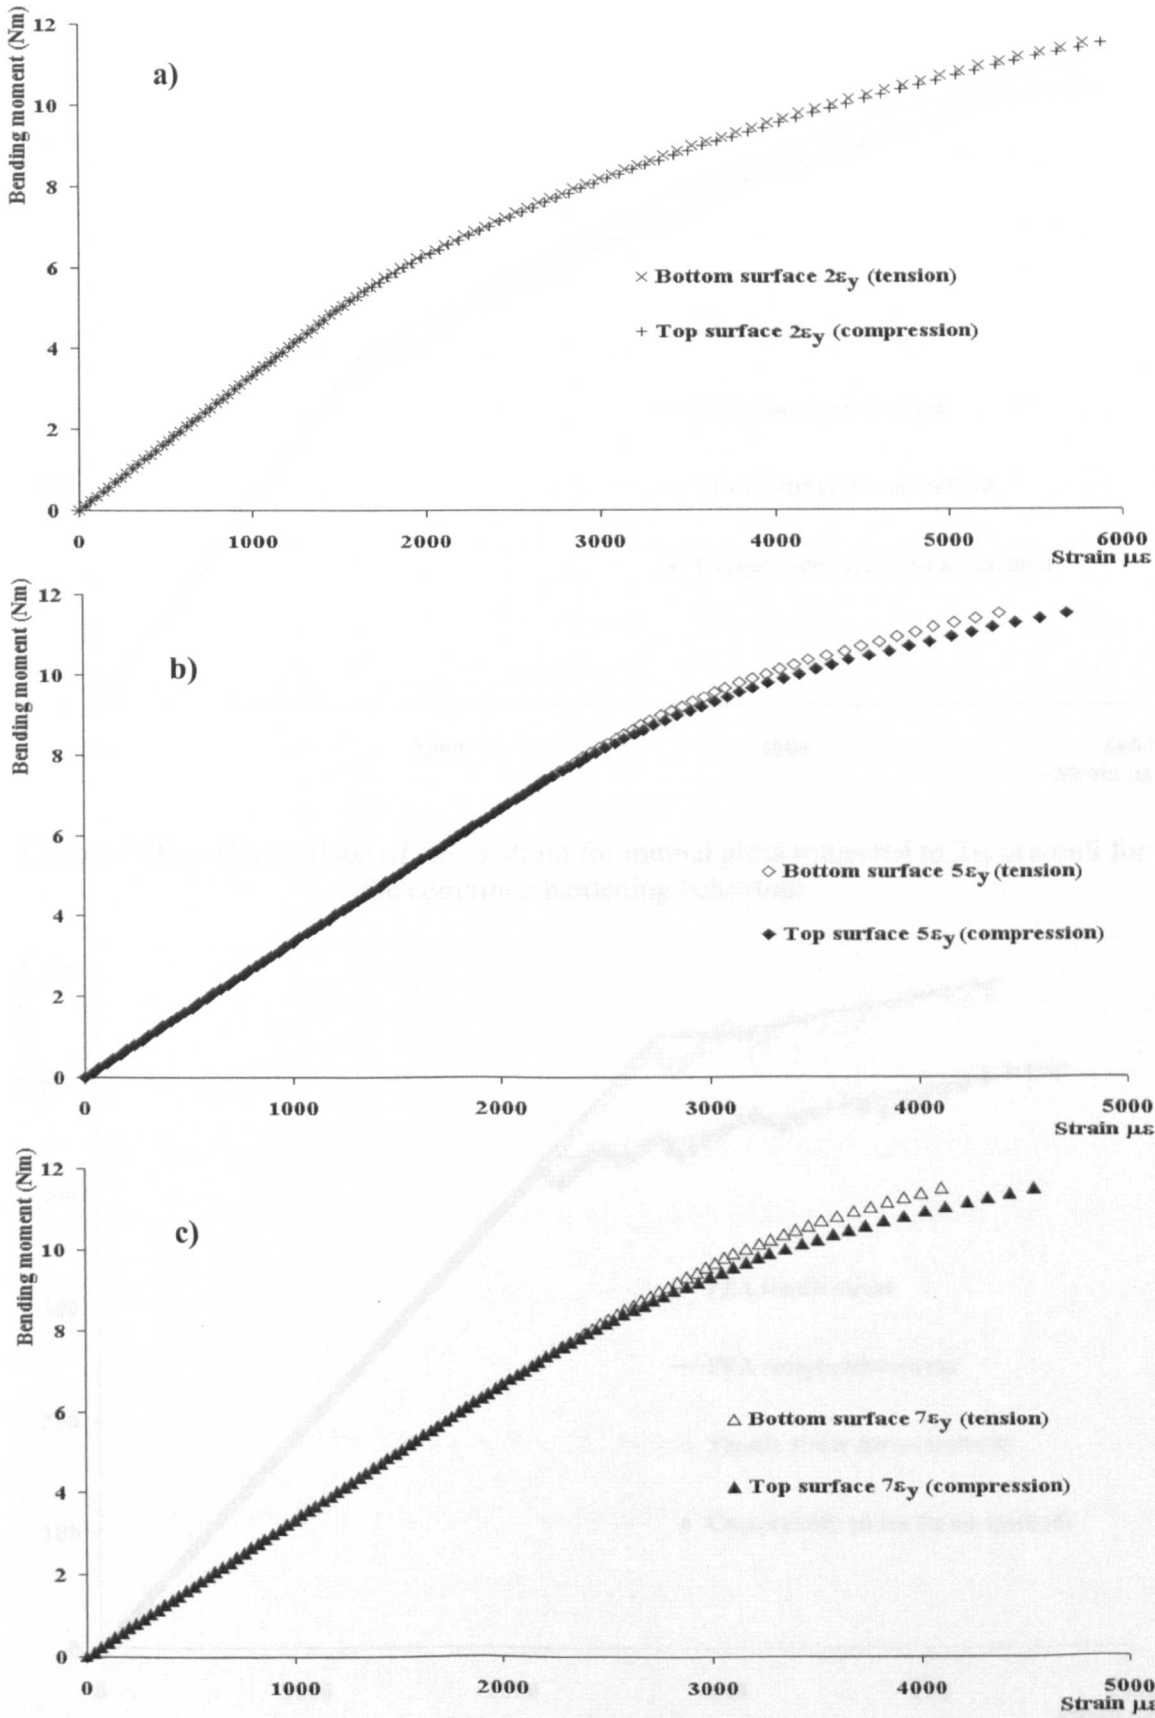 Bending moment (Nm)
a)
12
10
8
6
4
2
0
× Bottom surface 2εy (tension)
+ Top surface 2εy (compression)
0 1000 2000 3000 4000 5000 6000
Strain με
Bending moment (Nm)
b)
12
10
8
6
4
2
0
◇ Bottom surface 5εy (tension)
◆ Top surface 5εy (compression)
0 1000 2000 3000 4000 5000
Strain με
Bending moment (Nm)
c)
12
10
8
6
4
2
0
△ Bottom surface 7εy (tension)
▲ Top surface 7εy (compression)
0 1000 2000 3000 4000 5000
Strain με